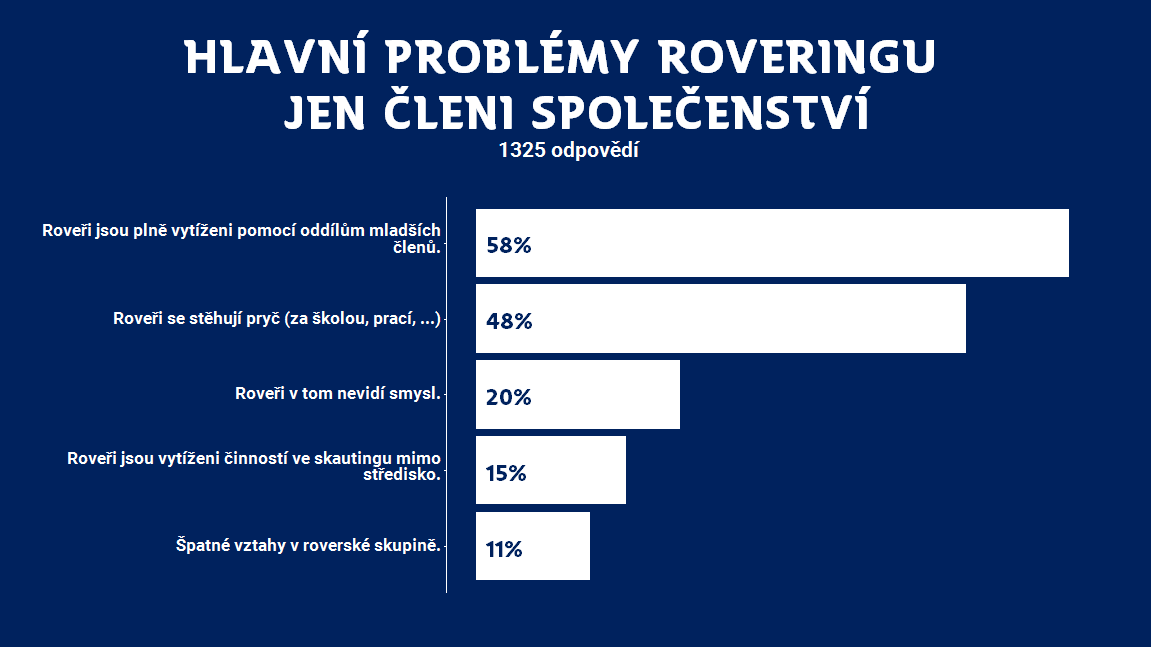 HLAVNÍ PROBLÉMY ROVERINGU
JEN ČLENI SPOLEČENSTVÍ
1325 odpovědí
Roveři jsou plně vytíženi pomocí oddílům mladších
členů.
58%
Roveři se stěhují pryč (za školou, prací, ...)
48%
Roveři v tom nevidí smysl.
20%
Roveři jsou vytíženi činností ve skautingu mimo
středisko.
15%
Špatné vztahy v roverské skupině.
11%